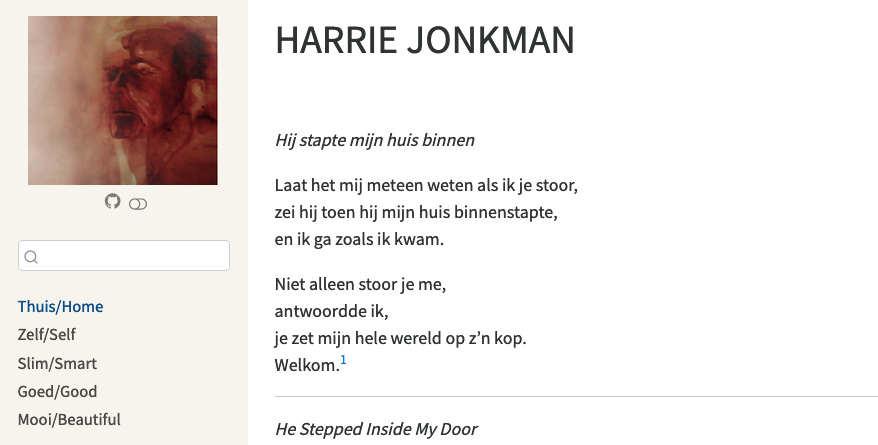 HARRIE JONKMAN
Hij stapte mijn huis binnen
Laat het mij meteen weten als ik je stoor,
zei hij toen hij mijn huis binnenstapte,
en ik ga zoals ik kwam.
Niet alleen stoor je me,
antwoordde ik,
je zet mijn hele wereld op z’n kop.
Welkom.1
He Stepped Inside My Door
Thuis/Home
Zelf/Self
Slim/Smart
Goed/Good
Mooi/Beautiful